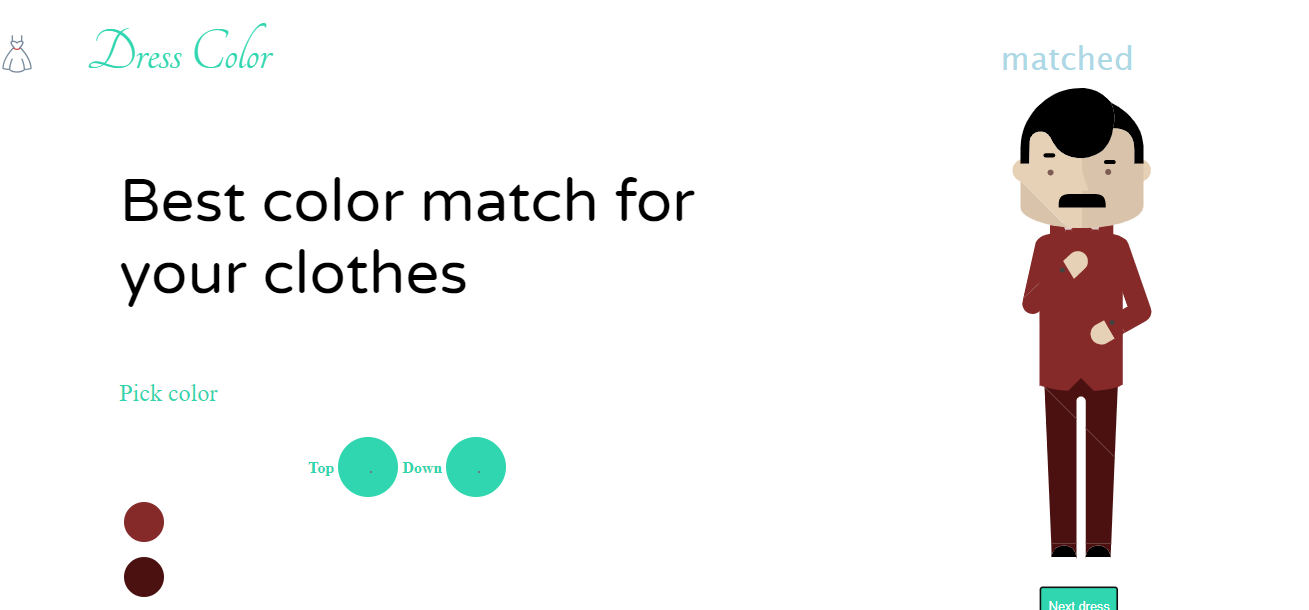 Dress Color
matched
Best color match for
your clothes
Pick color
Top . Down .
Next dress